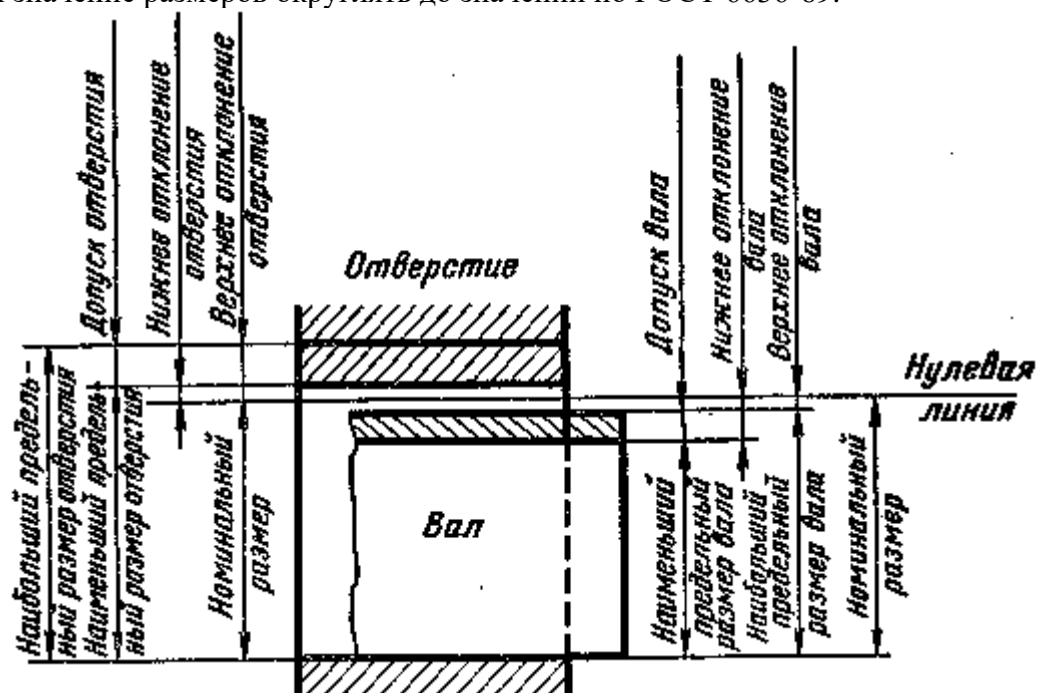 значение размеров округлять до значений по ГОСТ 6636-69.
Допуск отверстия
Нижнее отклонение
отверстия
Верхнее отклонение
отверстия
Отверстие
Допуск вала
Нижнее отклонение
вала
Верхнее отклонение
вала
Нулевая
линия
Наибольший предель-
ный размер отверстия
Наименьший предель-
ный размер отверстия
Номинальный
размер
Вал
Наименьший
предельный
размер вала
Наибольший
предельный
размер вала
Номинальный
размер